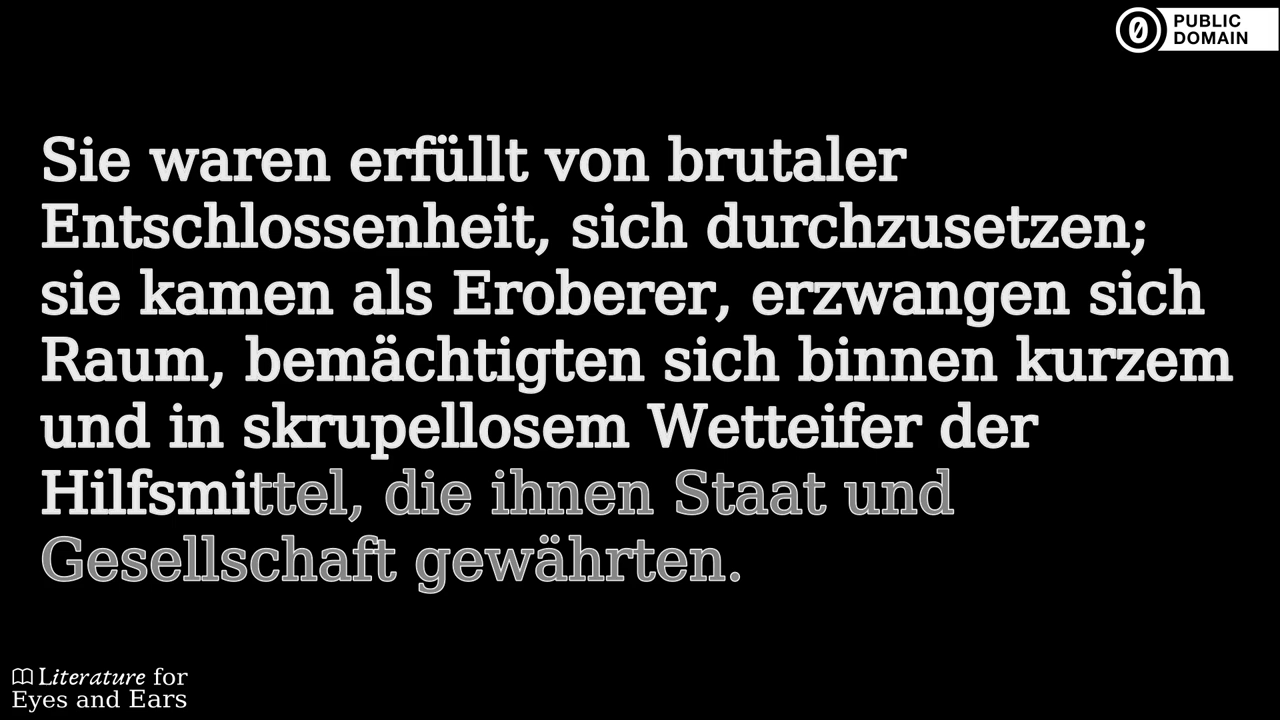 PUBLIC
DOMAIN
Sie waren erfüllt von brutaler
Entschlossenheit, sich durchzusetzen;
sie kamen als Eroberer, erzwangen sich
Raum, bemächtigten sich binnen kurzem
und in skrupellosem Wetteifer der
Hilfsmittel, die ihnen Staat und
Gesellschaft gewährten.
Literature for
Eyes and Ears